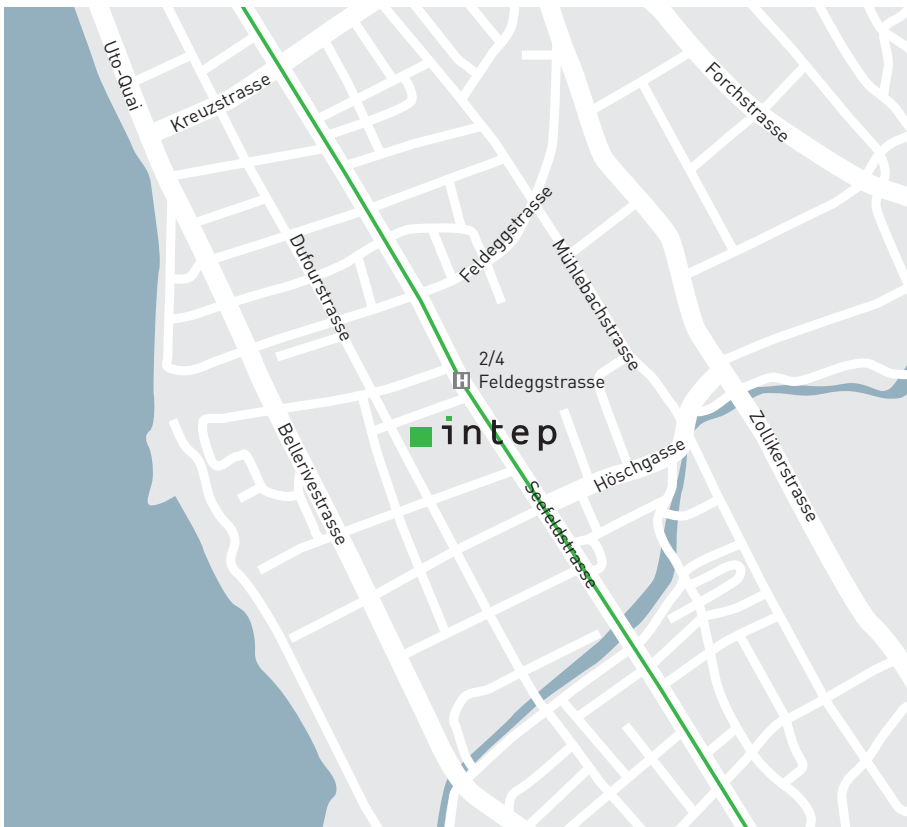 Uto-Quai
Kreuzstrasse
Forchstrasse
Feldeggstrasse
Dufourstrasse
Mühlebachstrasse
2/4
H Feldeggstrasse
intep
Bellerivestrasse
Höschgasse
Zollikerstrasse
Seefeldstrasse